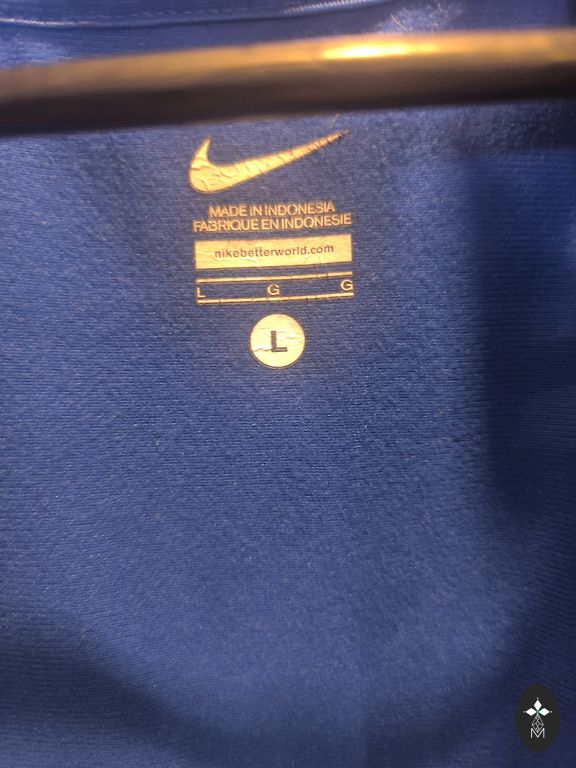 MADE IN INDONESIA
FABRIQUE EN INDONESIE
nikebetterworld.com
L G G
L
M